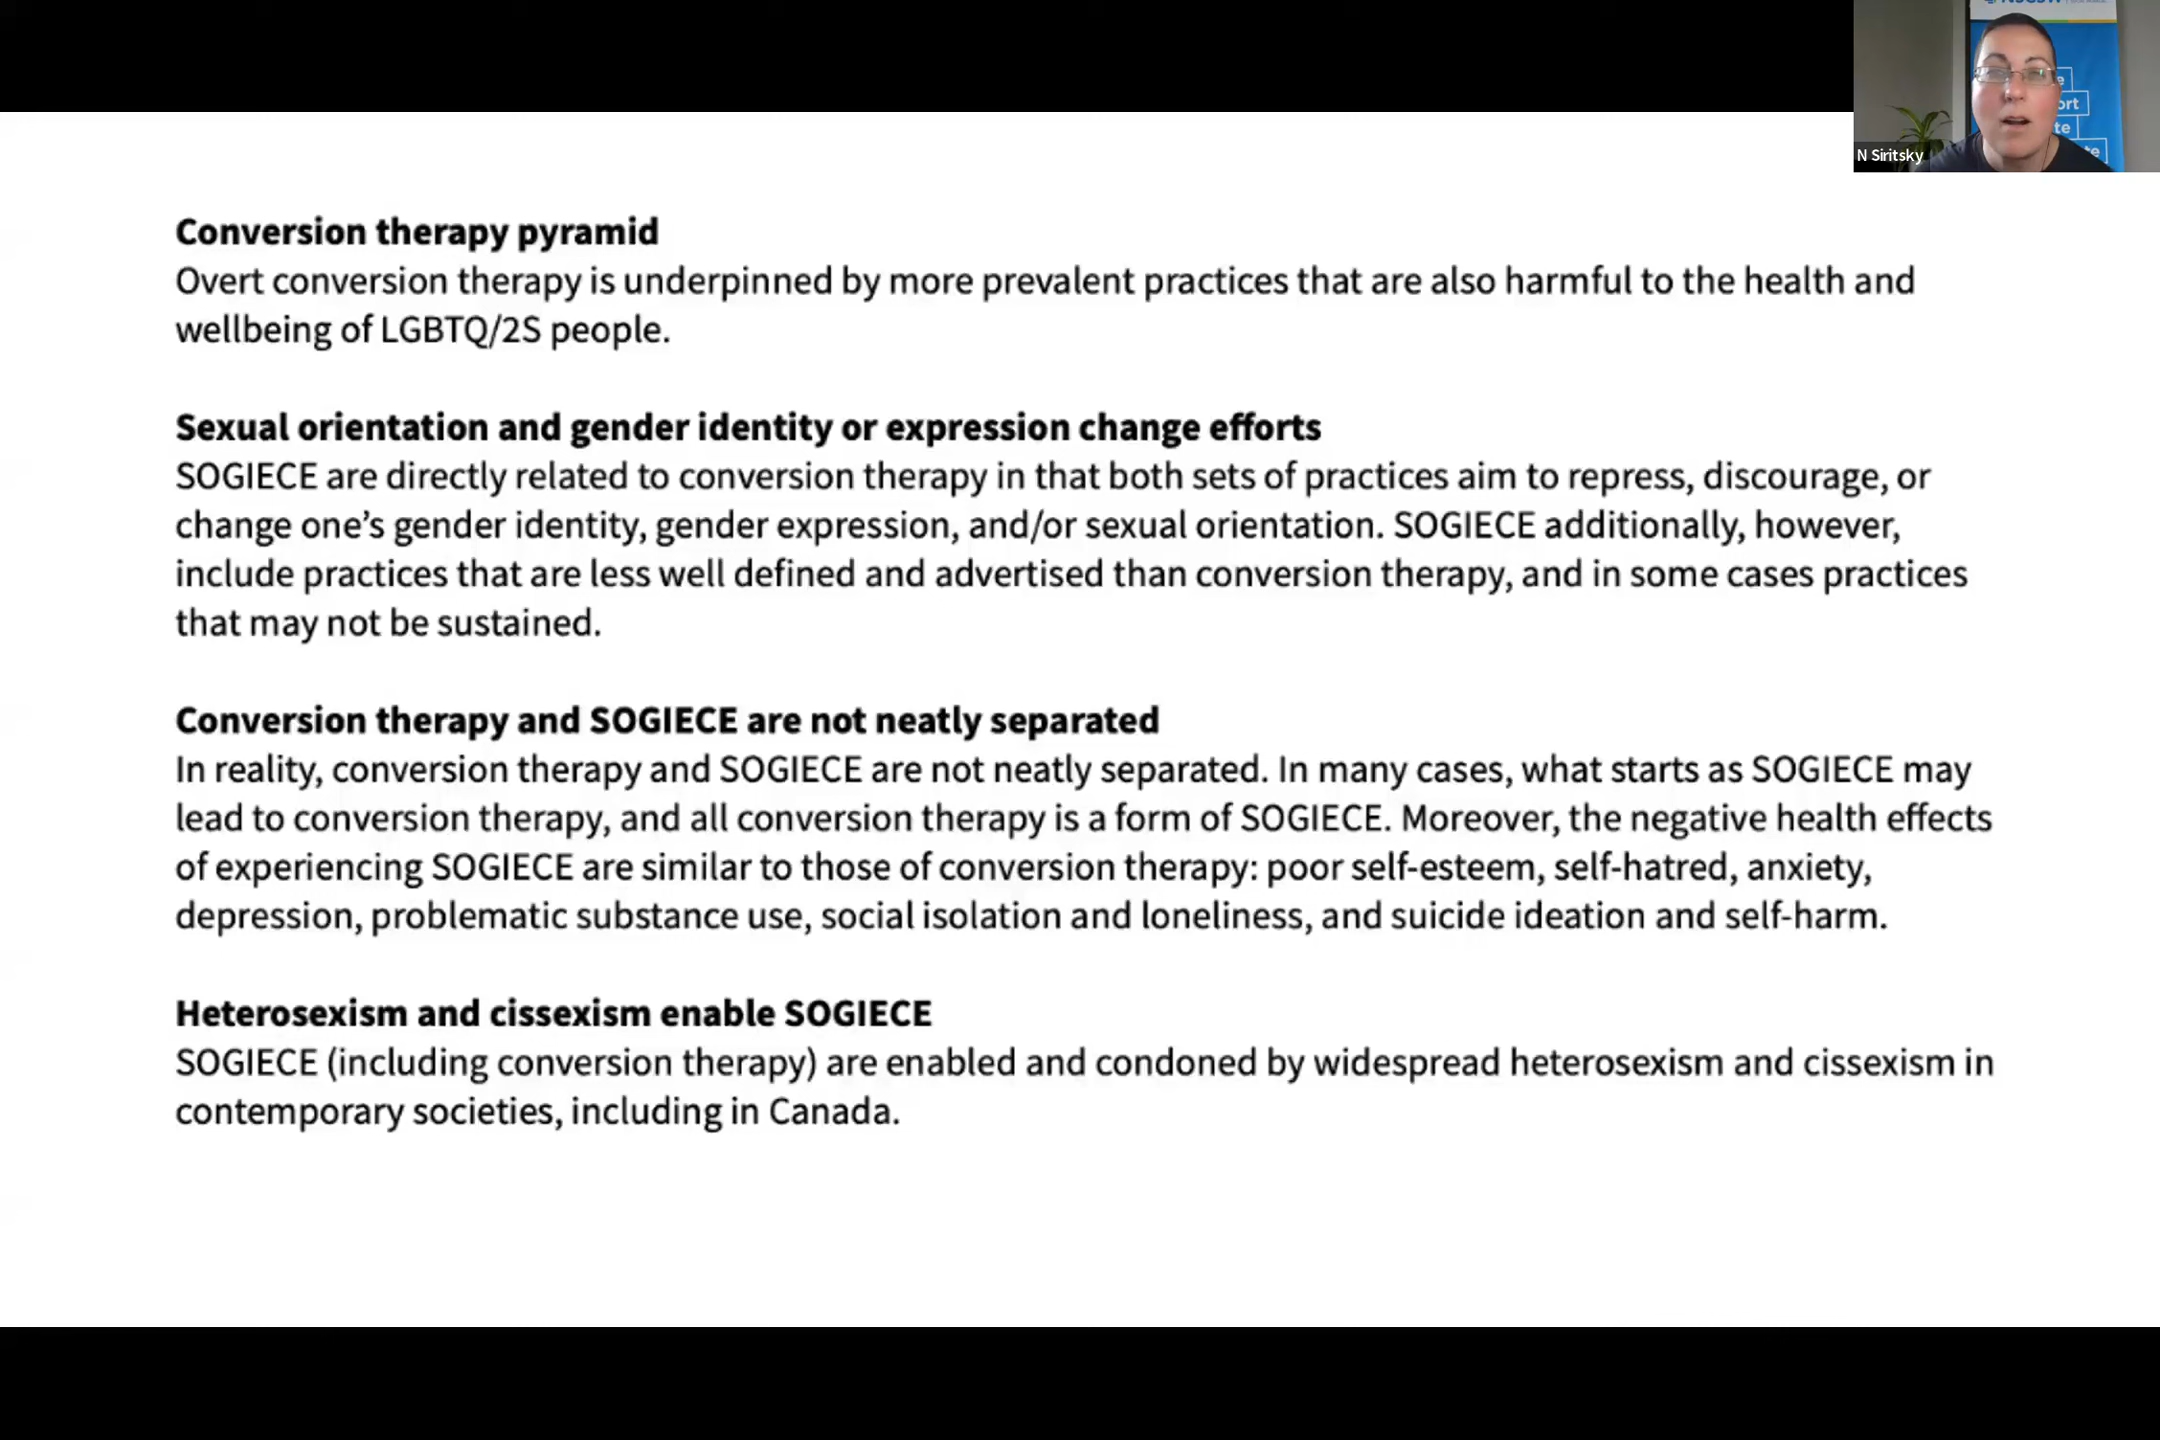 N Siritsky
Conversion therapy pyramid
Overt conversion therapy is underpinned by more prevalent practices that are also harmful to the health and
wellbeing of LGBTQ/2S people.
Sexual orientation and gender identity or expression change efforts
SOGIECE are directly related to conversion therapy in that both sets of practices aim to repress, discourage, or
change one’s gender identity, gender expression, and/or sexual orientation. SOGIECE additionally, however,
include practices that are less well defined and advertised than conversion therapy, and in some cases practices
that may not be sustained.
Conversion therapy and SOGIECE are not neatly separated
In reality, conversion therapy and SOGIECE are not neatly separated. In many cases, what starts as SOGIECE may
lead to conversion therapy, and all conversion therapy is a form of SOGIECE. Moreover, the negative health effects
of experiencing SOGIECE are similar to those of conversion therapy: poor self-esteem, self-hatred, anxiety,
depression, problematic substance use, social isolation and loneliness, and suicide ideation and self-harm.
Heterosexism and cissexism enable SOGIECE
SOGIECE (including conversion therapy) are enabled and condoned by widespread heterosexism and cissexism in
contemporary societies, including in Canada.